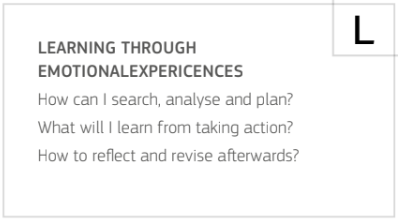 L
LEARNING THROUGH
EMOTIONALEXPERICENCES
How can I search, analyse and plan?
What will I learn from taking action?
How to reflect and revise afterwards?